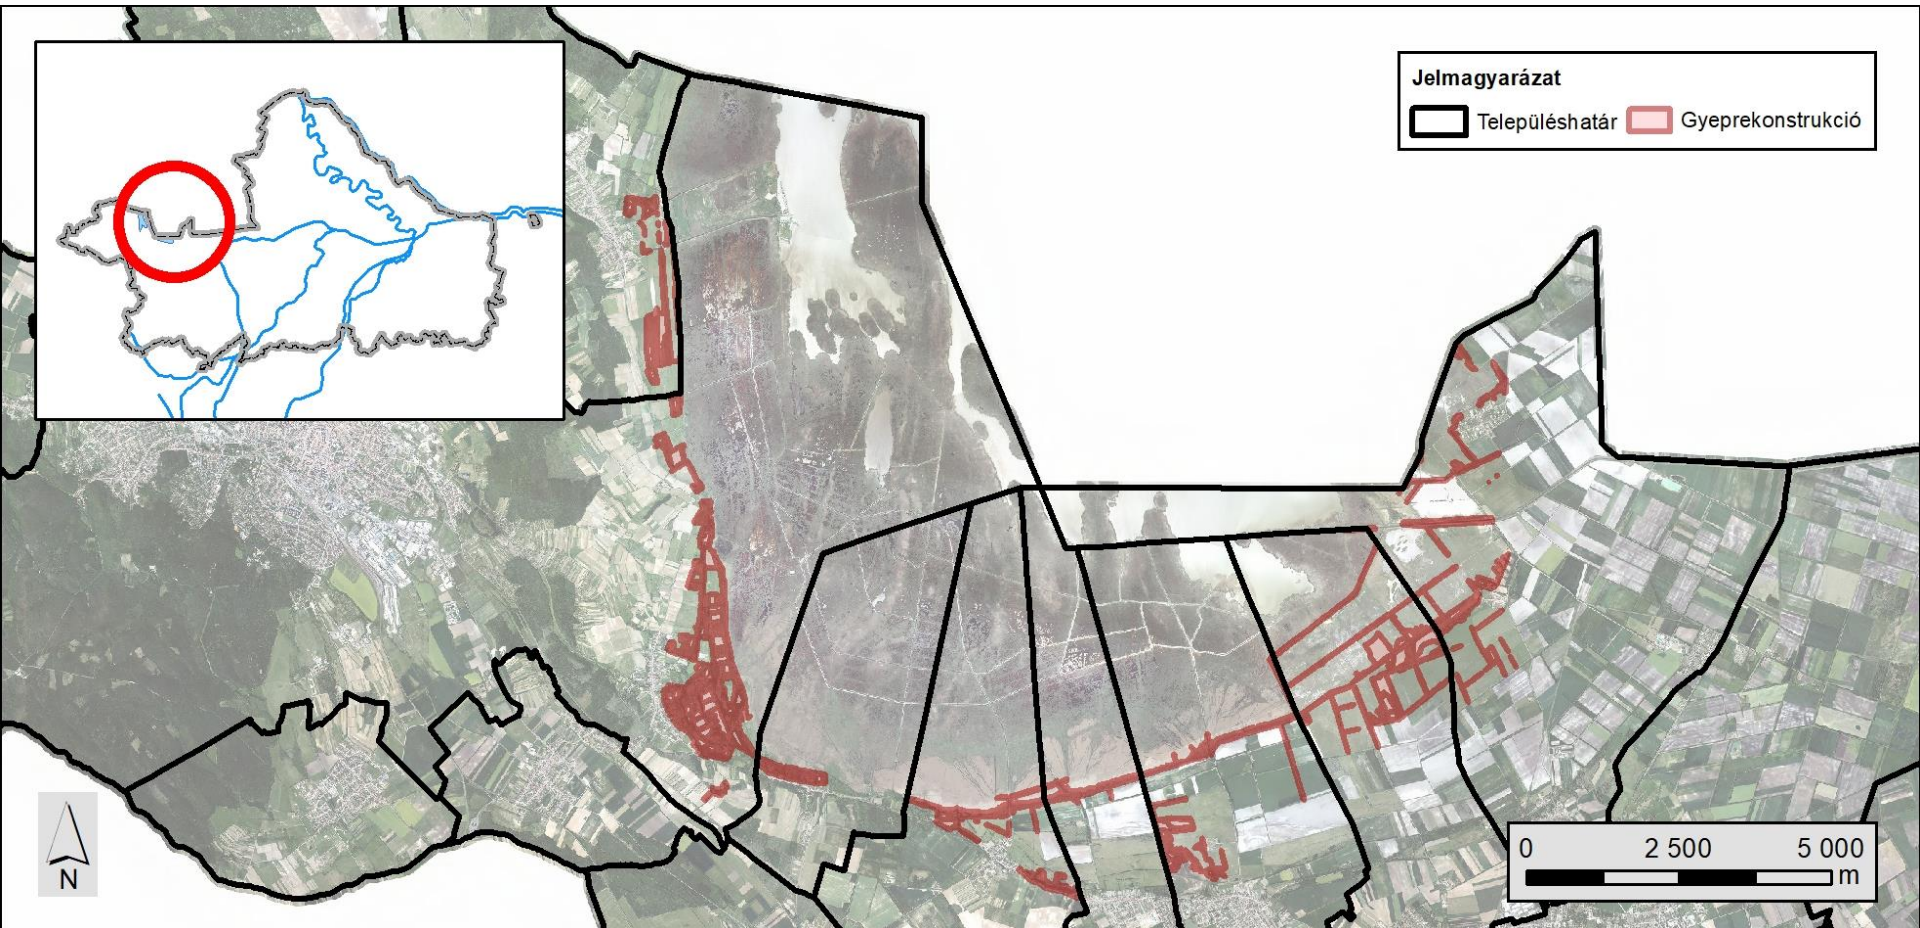 Jelmagyarázat
Településhatár Gyeprekonstrukció
N
0 2 500 5 000
m